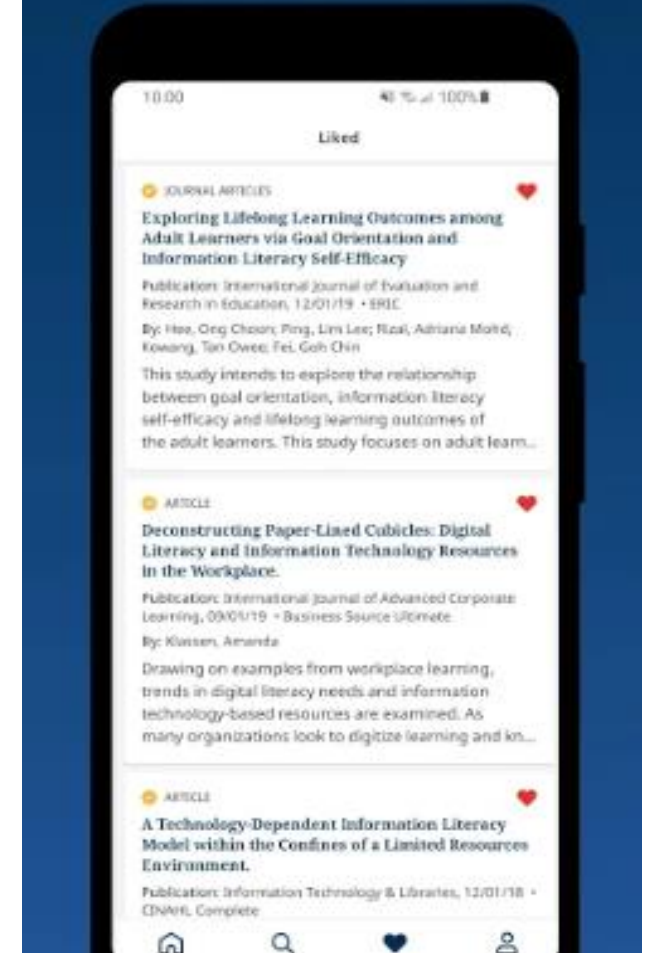 10:00
100%
Liked
JOURNAL ARTICLES
Exploring Lifelong Learning Outcomes among
Adult Learners via Goal Orientation and
Information Literacy Self-Efficacy
Publication: International Journal of Evaluation and
Research in Education, 12/01/19 • ERIC
By: Hee, Ong Choon; Ping, Lim Lee; Rizal, Adriana Mohd;
Kowang, Tan Owee; Fei, Goh Chin
This study intends to explore the relationship
between goal orientation, information literacy
self-efficacy and lifelong learning outcomes of
the adult learners. This study focuses on adult learn...
ARTICLE
Deconstructing Paper-Lined Cubicles: Digital
Literacy and Information Technology Resources
in the Workplace.
Publication: International Journal of Advanced Corporate
Learning, 09/01/19 • Business Source Ultimate
By: Klassen, Amanda
Drawing on examples from workplace learning,
trends in digital literacy needs and information
technology-based resources are examined. As
many organizations look to digitize learning and kn...
ARTICLE
A Technology-Dependent Information Literacy
Model within the Confines of a Limited Resources
Environment.
Publication: Information Technology & Libraries, 12/01/18 •
CINAHL Complete